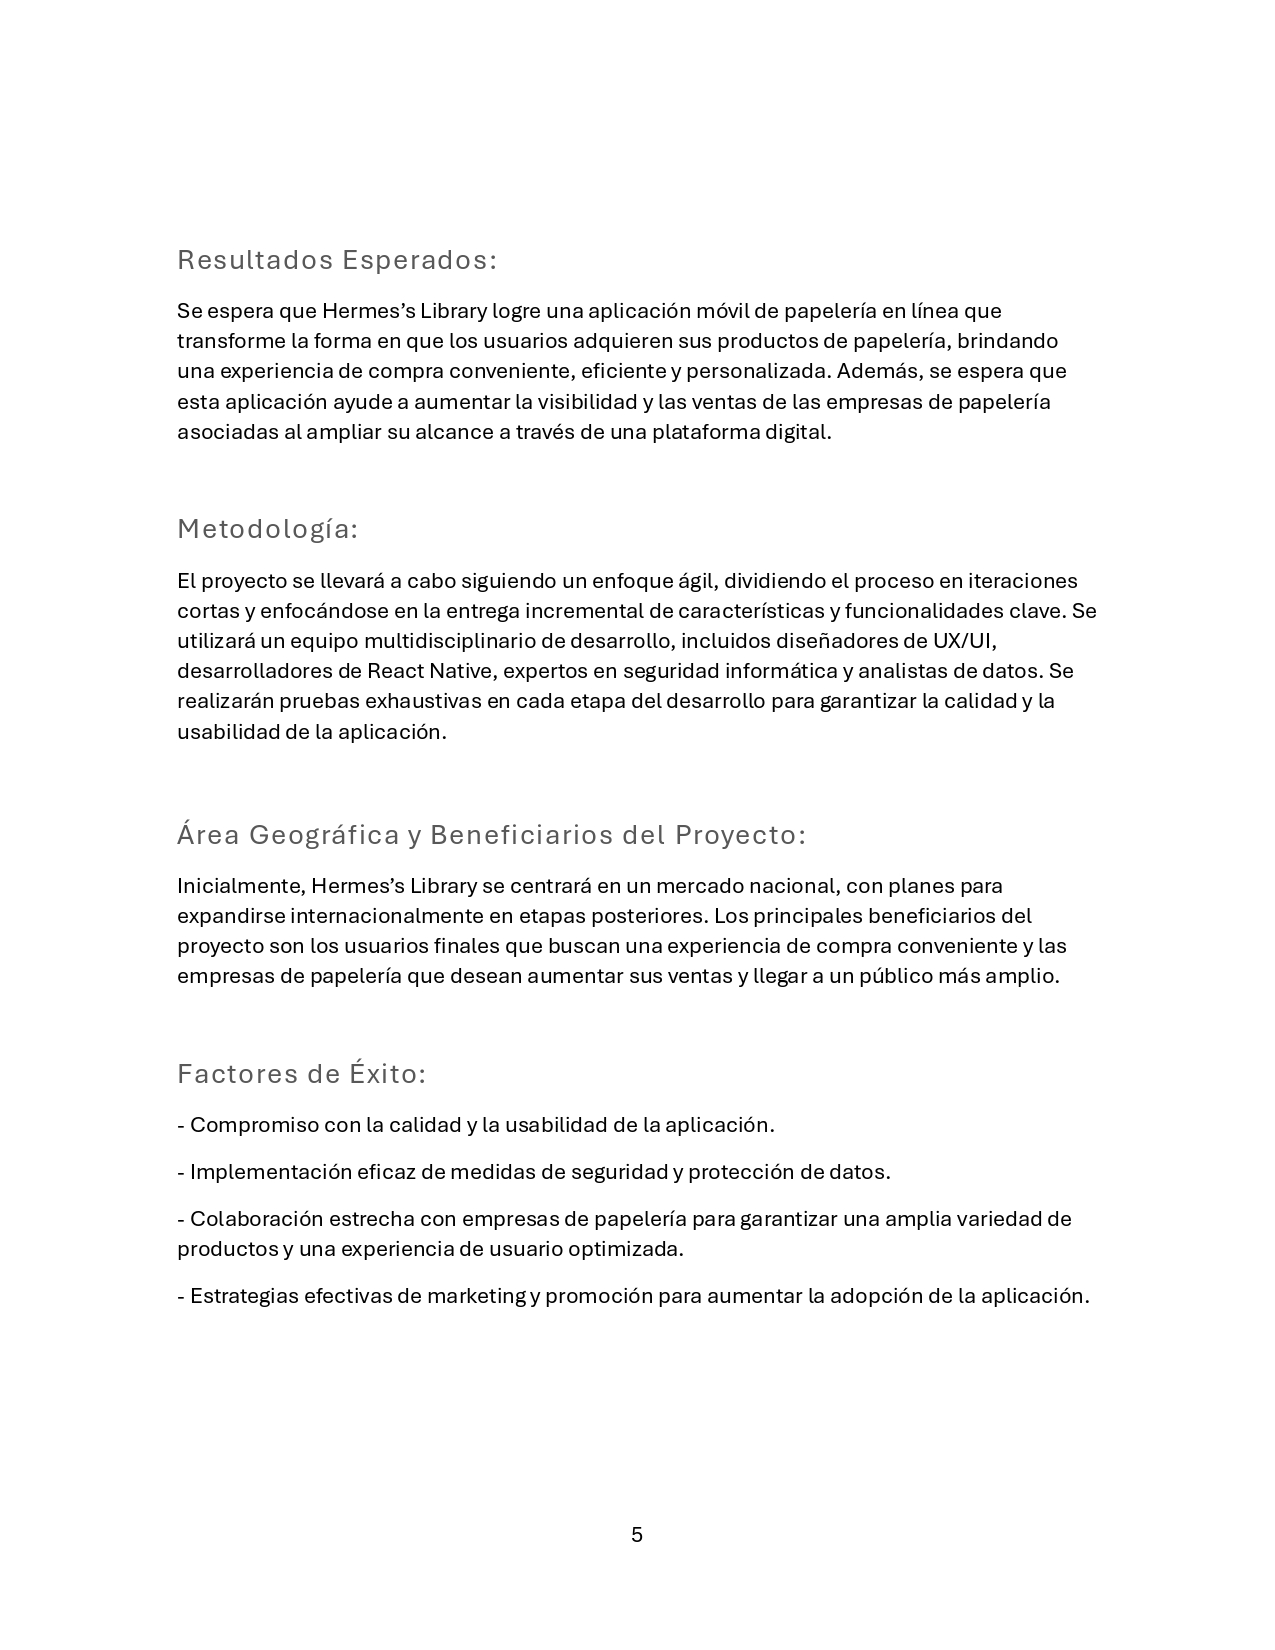 Resultados Esperados:
Se espera que Hermes’s Library logre una aplicación móvil de papelería en línea que
transforme la forma en que los usuarios adquieren sus productos de papelería, brindando
una experiencia de compra conveniente, eficiente y personalizada. Además, se espera que
esta aplicación ayude a aumentar la visibilidad y las ventas de las empresas de papelería
asociadas al ampliar su alcance a través de una plataforma digital.
Metodología:
El proyecto se llevará a cabo siguiendo un enfoque ágil, dividiendo el proceso en iteraciones
cortas y enfocándose en la entrega incremental de características y funcionalidades clave. Se
utilizará un equipo multidisciplinario de desarrollo, incluidos diseñadores de UX/UI,
desarrolladores de React Native, expertos en seguridad informática y analistas de datos. Se
realizarán pruebas exhaustivas en cada etapa del desarrollo para garantizar la calidad y la
usabilidad de la aplicación.
Área Geográfica y Beneficiarios del Proyecto:
Inicialmente, Hermes’s Library se centrará en un mercado nacional, con planes para
expandirse internacionalmente en etapas posteriores. Los principales beneficiarios del
proyecto son los usuarios finales que buscan una experiencia de compra conveniente y las
empresas de papelería que desean aumentar sus ventas y llegar a un público más amplio.
Factores de Éxito:
- Compromiso con la calidad y la usabilidad de la aplicación.
- Implementación eficaz de medidas de seguridad y protección de datos.
- Colaboración estrecha con empresas de papelería para garantizar una amplia variedad de
productos y una experiencia de usuario optimizada.
- Estrategias efectivas de marketing y promoción para aumentar la adopción de la aplicación.
5